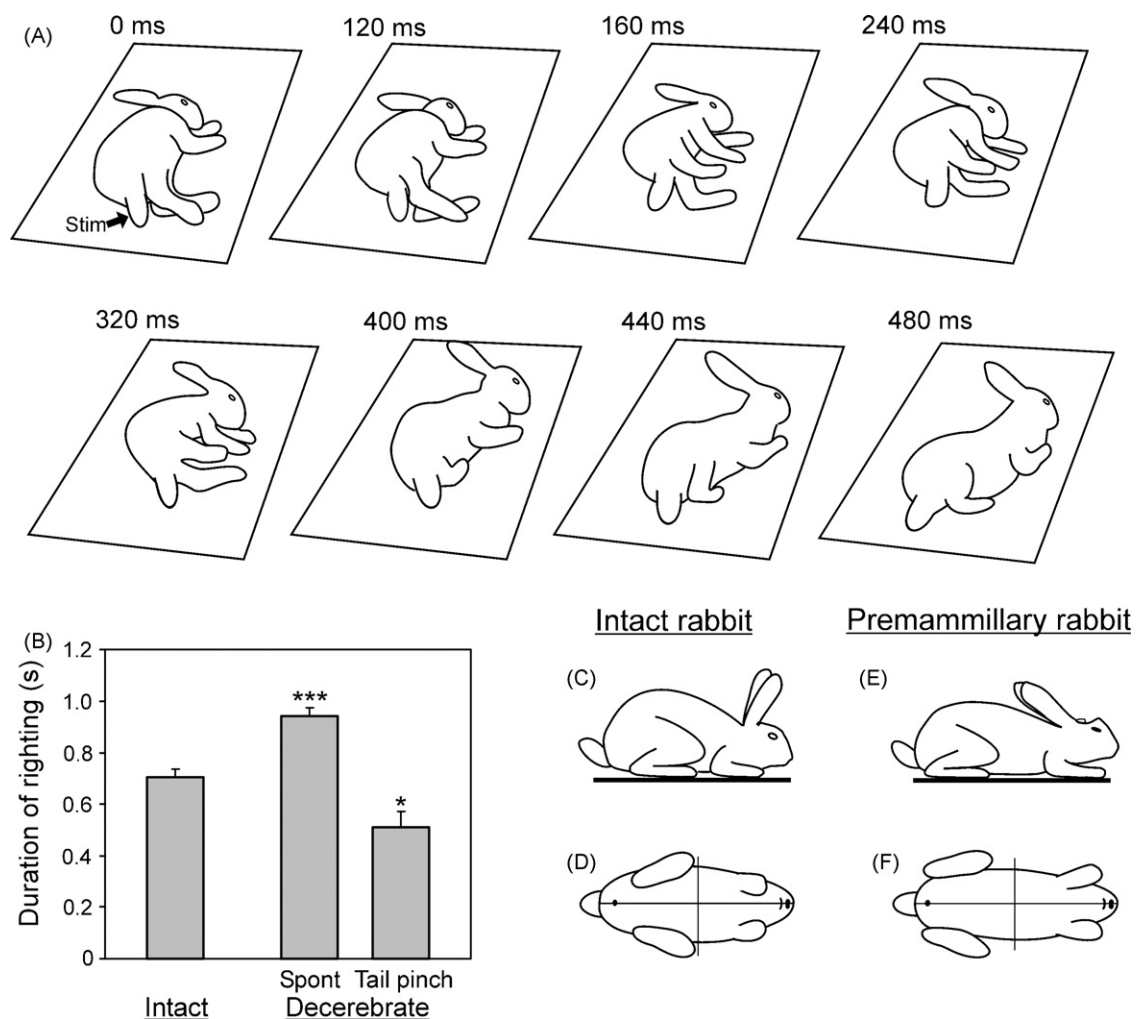 (A)
0 ms
120 ms
160 ms
240 ms
Stim
320 ms
400 ms
440 ms
480 ms
(B)
Duration of righting (s)
1.2
1.0
0.8
0.6
0.4
0.2
0
***
*
Spont
Tail pinch
Intact
Decerebrate
Intact rabbit
Premammillary rabbit
(C)
(E)
(D)
(F)